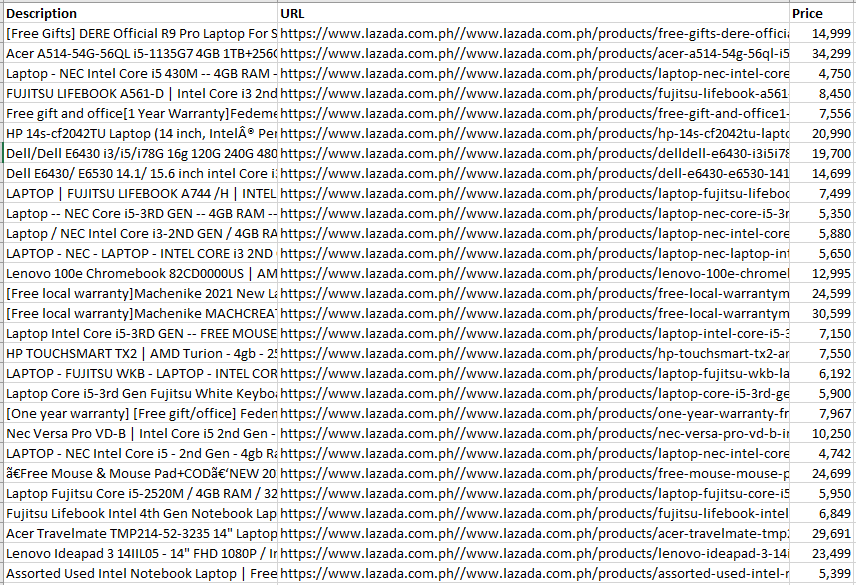 Description URL Price
[Free Gifts] DERE Official R9 Pro Laptop For S https://www.lazada.com.ph//www.lazada.com.ph/products/free-gifts-dere-officia 14,999
Acer A514-54G-56QL i5-1135G7 4GB 1TB+256G https://www.lazada.com.ph//www.lazada.com.ph/products/acer-a514-54g-56ql-i5 34,299
Laptop - NEC Intel Core i5 430M -- 4GB RAM - https://www.lazada.com.ph//www.lazada.com.ph/products/laptop-nec-intel-core 4,750
FUJITSU LIFEBOOK A561-D | Intel Core i3 2nd https://www.lazada.com.ph//www.lazada.com.ph/products/fujitsu-lifebook-a561- 8,450
Free gift and office[1 Year Warranty]Fedeme https://www.lazada.com.ph//www.lazada.com.ph/products/free-gift-and-office1- 7,556
HP 14s-cf2042TU Laptop (14 inch, IntelÂ® Pen https://www.lazada.com.ph//www.lazada.com.ph/products/hp-14s-cf2042tu-lapto 20,990
Dell/Dell E6430 i3/i5/i78G 16g 120G 240G 480 https://www.lazada.com.ph//www.lazada.com.ph/products/delldell-e6430-i3i5i78 19,700
Dell E6430/ E6530 14.1/ 15.6 inch intel Core i3 https://www.lazada.com.ph//www.lazada.com.ph/products/dell-e6430-e6530-141 14,699
LAPTOP | FUJITSU LIFEBOOK A744 /H | INTEL https://www.lazada.com.ph//www.lazada.com.ph/products/laptop-fujitsu-lifeboo 7,499
Laptop -- NEC Core i5-3RD GEN -- 4GB RAM -- https://www.lazada.com.ph//www.lazada.com.ph/products/laptop-nec-core-i5-3r 5,350
Laptop / NEC Intel Core i3-2ND GEN / 4GB RA https://www.lazada.com.ph//www.lazada.com.ph/products/laptop-nec-intel-core 5,880
LAPTOP - NEC - LAPTOP - INTEL CORE I3 2ND https://www.lazada.com.ph//www.lazada.com.ph/products/laptop-nec-laptop-int 5,650
Lenovo 100e Chromebook 82CD0000US | AM https://www.lazada.com.ph//www.lazada.com.ph/products/lenovo-100e-chromel 12,995
[Free local warranty]Machenike 2021 New La https://www.lazada.com.ph//www.lazada.com.ph/products/free-local-warrantym 24,599
[Free local warranty]Machenike MACHCREAT https://www.lazada.com.ph//www.lazada.com.ph/products/free-local-warrantym 30,599
Laptop Intel Core i5-3RD GEN -- FREE MOUSE https://www.lazada.com.ph//www.lazada.com.ph/products/laptop-intel-core-i5-3 7,150
HP TOUCHSMART TX2 | AMD Turion - 4gb - 25 https://www.lazada.com.ph//www.lazada.com.ph/products/hp-touchsmart-tx2-ar 7,550
LAPTOP - FUJITSU WKB - LAPTOP - INTEL COR https://www.lazada.com.ph//www.lazada.com.ph/products/laptop-fujitsu-wkb-la 6,192
Laptop Core i5-3rd Gen Fujitsu White Keyboa https://www.lazada.com.ph//www.lazada.com.ph/products/laptop-core-i5-3rd-ge 5,900
[One year warranty] [Free gift/office] Feden https://www.lazada.com.ph//www.lazada.com.ph/products/one-year-warranty-fr 7,967
Nec Versa Pro VD-B | Intel Core i5 2nd Gen - https://www.lazada.com.ph//www.lazada.com.ph/products/nec-versa-pro-vd-b-i 10,250
LAPTOP - NEC Intel Core i5 - 2nd Gen - 4gb Ra https://www.lazada.com.ph//www.lazada.com.ph/products/laptop-nec-intel-core 4,742
ã€Free Mouse & Mouse Pad+CODã€‘NEW 20 https://www.lazada.com.ph//www.lazada.com.ph/products/free-mouse-mouse-p 24,699
Laptop Fujitsu Core i5-2520M / 4GB RAM / 32 https://www.lazada.com.ph//www.lazada.com.ph/products/laptop-fujitsu-core-i5 5,950
Fujitsu Lifebook Intel 4th Gen Notebook Lap https://www.lazada.com.ph//www.lazada.com.ph/products/fujitsu-lifebook-intel 6,849
Acer Travelmate TMP214-52-3235 14" Laptop https://www.lazada.com.ph//www.lazada.com.ph/products/acer-travelmate-tmp 29,691
Lenovo Ideapad 3 14IIL05 - 14" FHD 1080P / In https://www.lazada.com.ph//www.lazada.com.ph/products/lenovo-ideapad-3-14i 23,499
Assorted Used Intel Notebook Laptop | Free https://www.lazada.com.ph//www.lazada.com.ph/products/assorted-used-intel-r 5,399